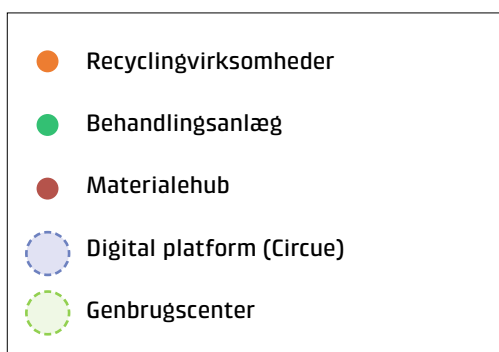 Recyclingvirksomheder
Behandlingsanlæg
Materialehub
Digital platform (Circue)
Genbrugscenter